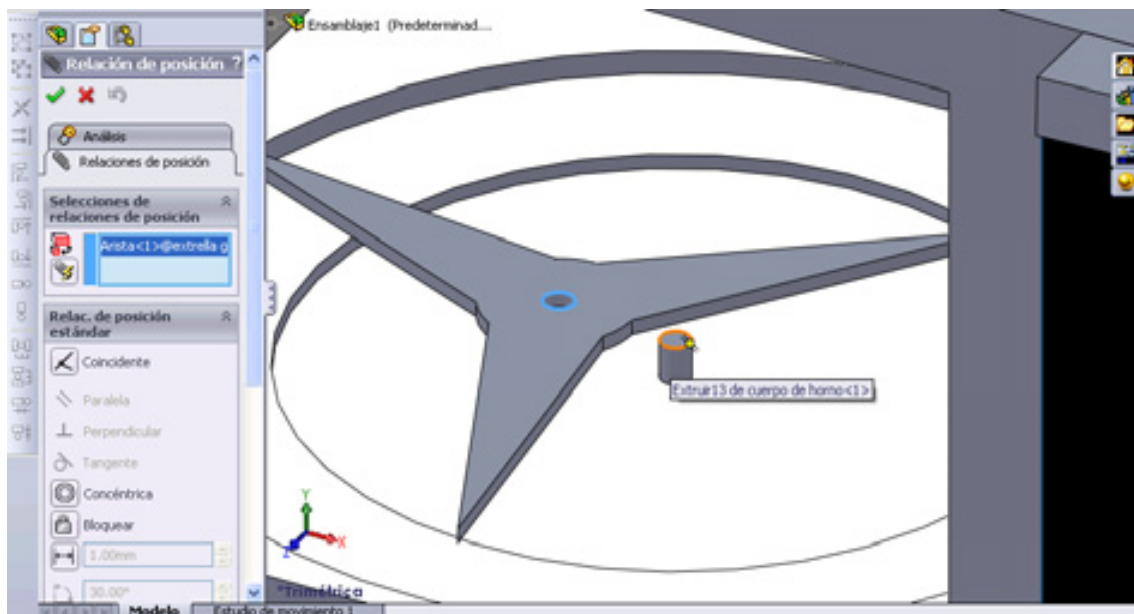 Ensamblaje1 (Predeterminad....
Relación de posición ?
Análisis
Relaciones de posición
Selecciones de
relaciones de posición
Arista<1>@extrella g
Relac. de posición
estándar
Coincidente
Paralela
Perpendicular
Tangente
Concéntrica
Bloquear
1.00mm
30.00°
Extruir13 de cuerpo de horno<1>
Y
X
Z
*Trimétrica
Modelo
Estudio de movimiento 1